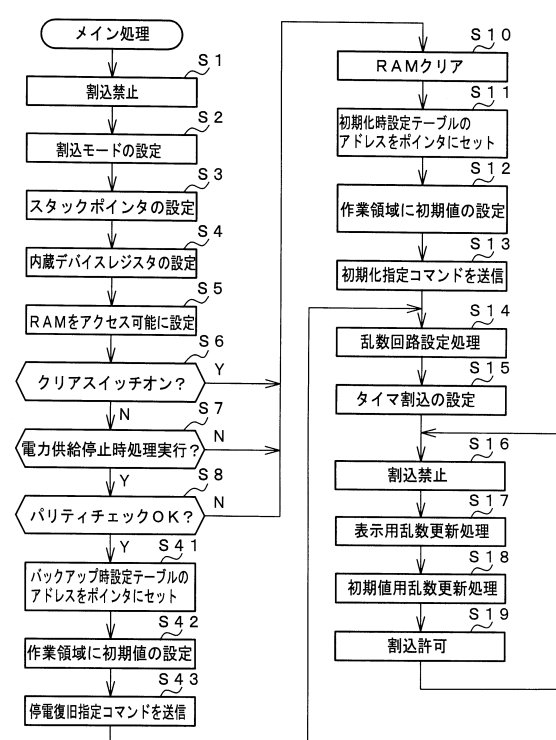 メイン処理
S1
割込禁止
S2
割込モードの設定
S3
スタックポインタの設定
S4
内蔵デバイスレジスタの設定
S5
RAMをアクセス可能に設定
S6
クリアスイッチオン?
Y
N
S7
電力供給停止時処理実行?
N
Y
S8
パリティチェックOK?
N
Y
S41
バックアップ時設定テーブルの
アドレスをポインタにセット
S42
作業領域に初期値の設定
S43
停電復旧指定コマンドを送信
S10
RAMクリア
S11
初期化時設定テーブルの
アドレスをポインタにセット
S12
作業領域に初期値の設定
S13
初期化指定コマンドを送信
S14
乱数回路設定処理
S15
タイマ割込の設定
S16
割込禁止
S17
表示用乱数更新処理
S18
初期値用乱数更新処理
S19
割込許可